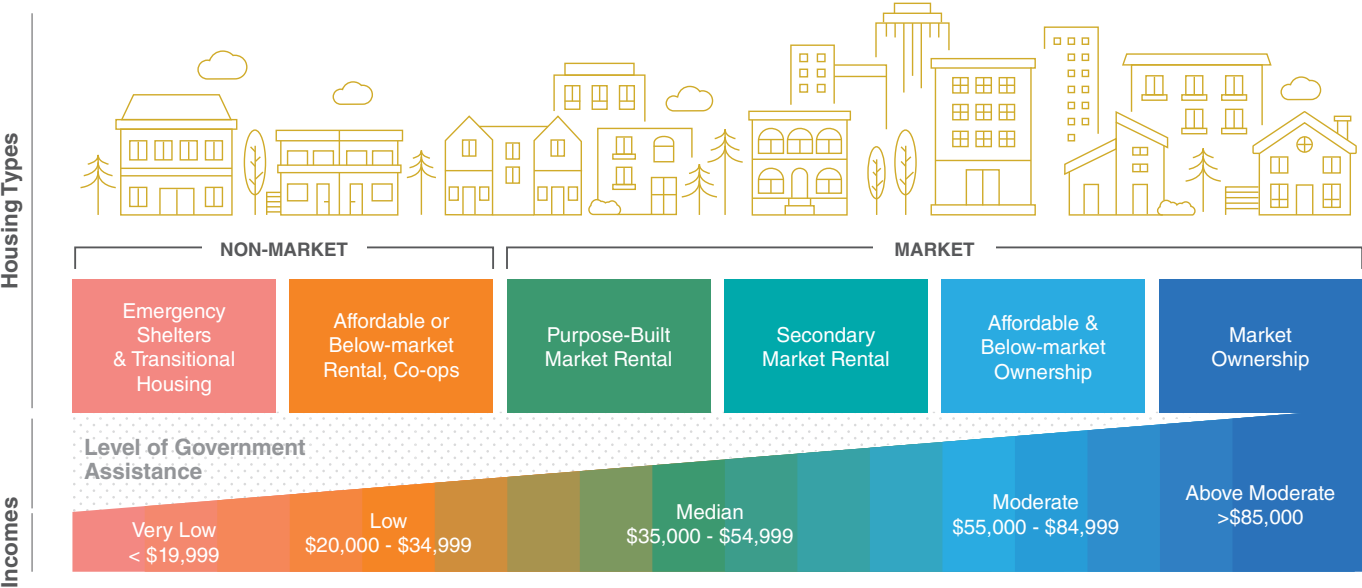 Housing Types
NON-MARKET
MARKET
Emergency
Shelters
& Transitional
Housing
Affordable or
Below-market
Rental, Co-ops
Purpose-Built
Market Rental
Secondary
Market Rental
Affordable &
Below-market
Ownership
Market
Ownership
Level of Government
Assistance
Incomes
Very Low
< $19,999
Low
$20,000 - $34,999
Median
$35,000 - $54,999
Moderate
$55,000 - $84,999
Above Moderate
>$85,000